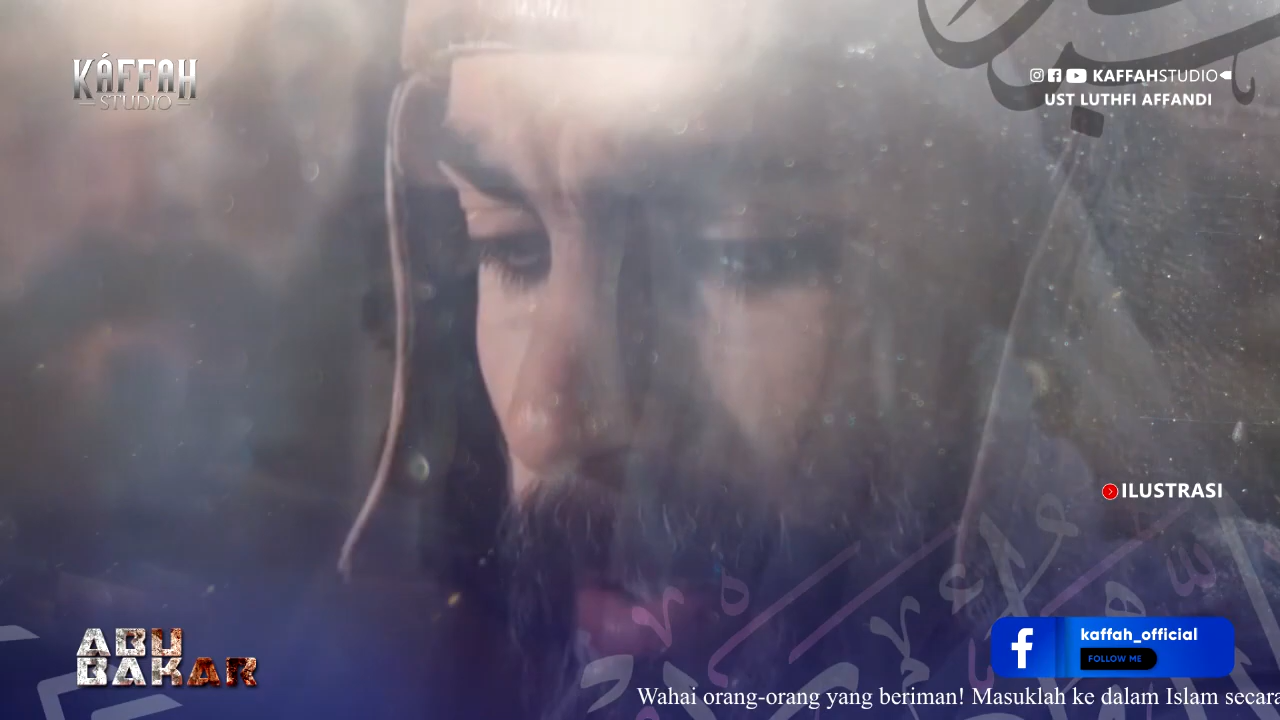 KÁFFAH
STUDIO
KAFFAHSTUDIO
UST LUTHFI AFFANDI
ILUSTRASI
ABU
BAKAR
kaffah_official
FOLLOW ME
Wahai orang-orang yang beriman! Masuklah ke dalam Islam secara